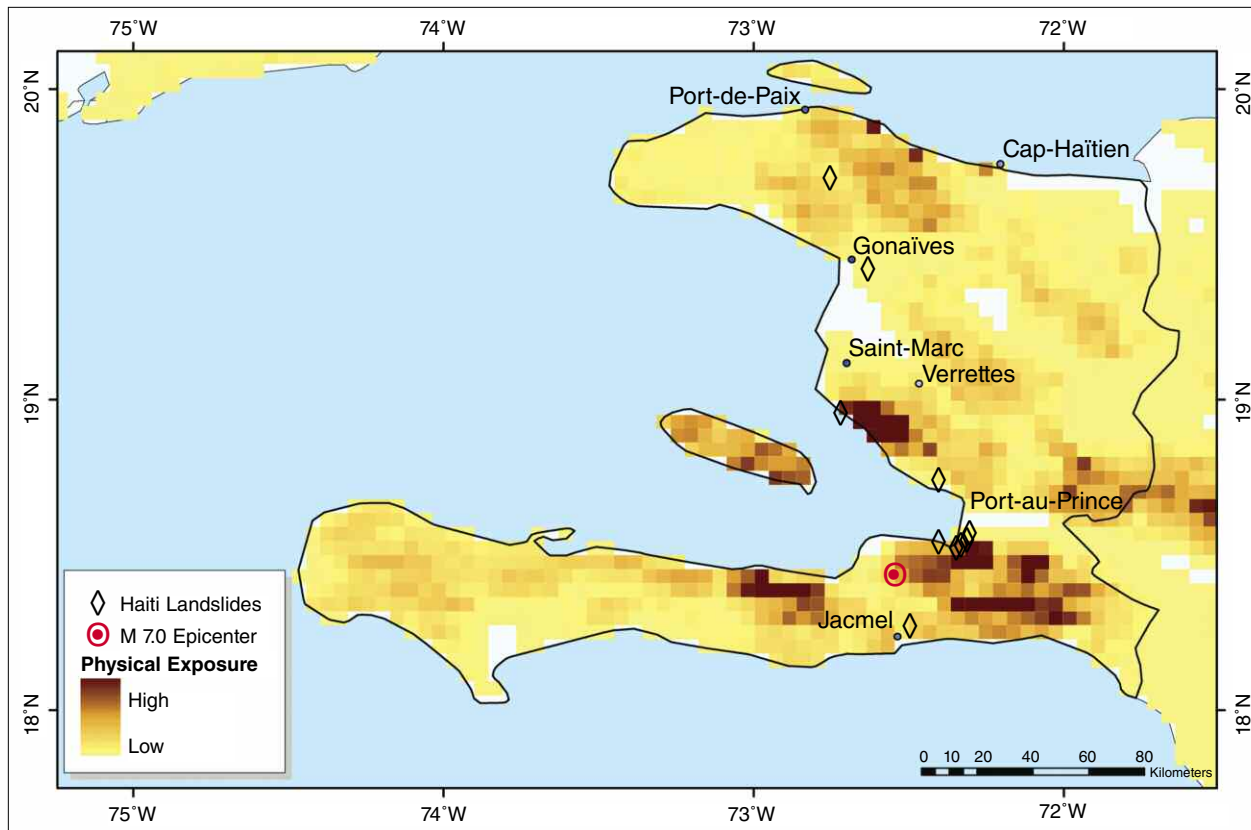 75˚W 74˚W 73˚W 72˚W
20˚N 20˚N
Port-de-Paix
Cap-Haïtien
Gonaïves
Saint-Marc
Verrettes
19˚N 19˚N
Port-au-Prince
Haiti Landslides
M 7.0 Epicenter
Physical Exposure
High
Low
Jacmel
18˚N 18˚N
0 10 20 40 60 80
Kilometers
75˚W 74˚W 73˚W 72˚W